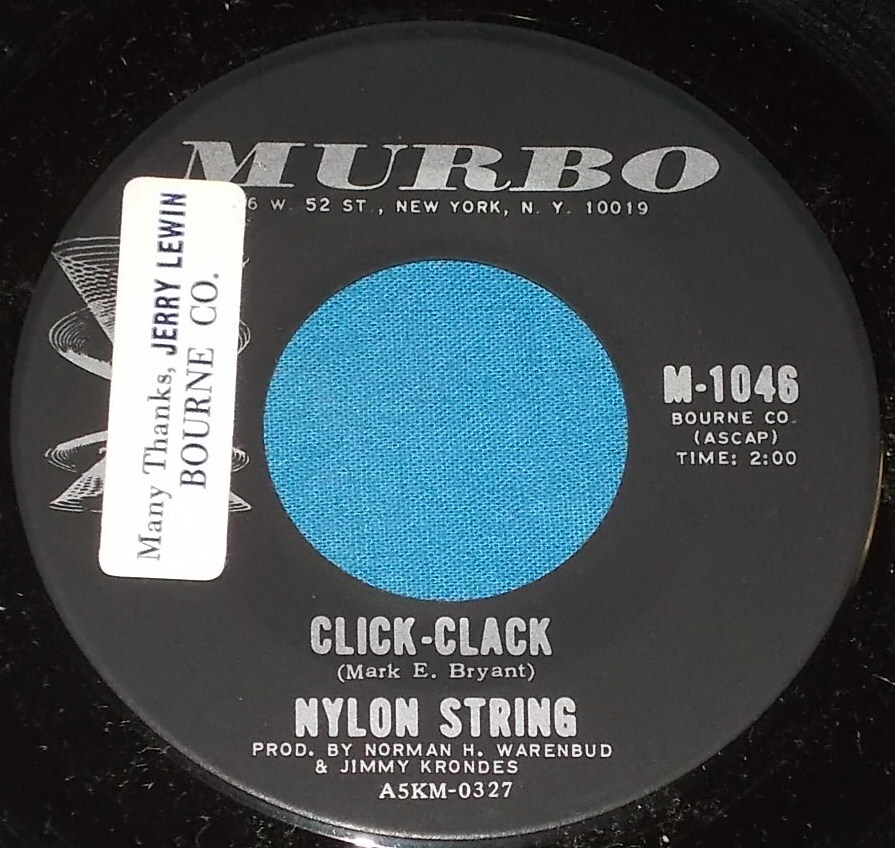 MURBO
6 W. 52 ST., NEW YORK, N. Y. 10019
Many Thanks, JERRY LEWIN
BOURNE CO.
M-1046
BOURNE CO.
(ASCAP)
TIME: 2:00
CLICK-CLACK
(Mark E. Bryant)
NYLON STRING
PROD. BY NORMAN H. WARENBUD
& JIMMY KRONDES
A5KM-0327